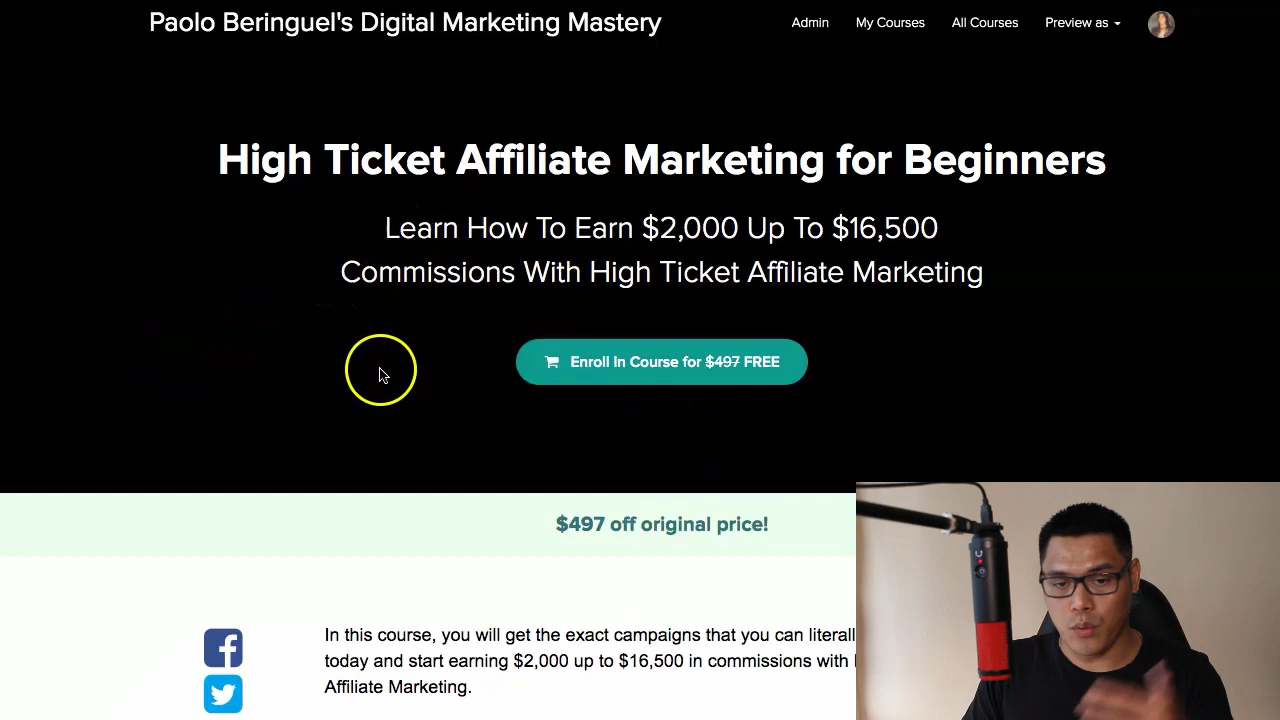 Paolo Beringuel's Digital Marketing Mastery
Admin My Courses All Courses Preview as
High Ticket Affiliate Marketing for Beginners
Learn How To Earn $2,000 Up To $16,500
Commissions With High Ticket Affiliate Marketing
Enroll In Course for $497 FREE
$497 off original price!
In this course, you will get the exact campaigns that you can
today and start earning $2,000 up to $16,500 in commissions with
Affiliate Marketing.